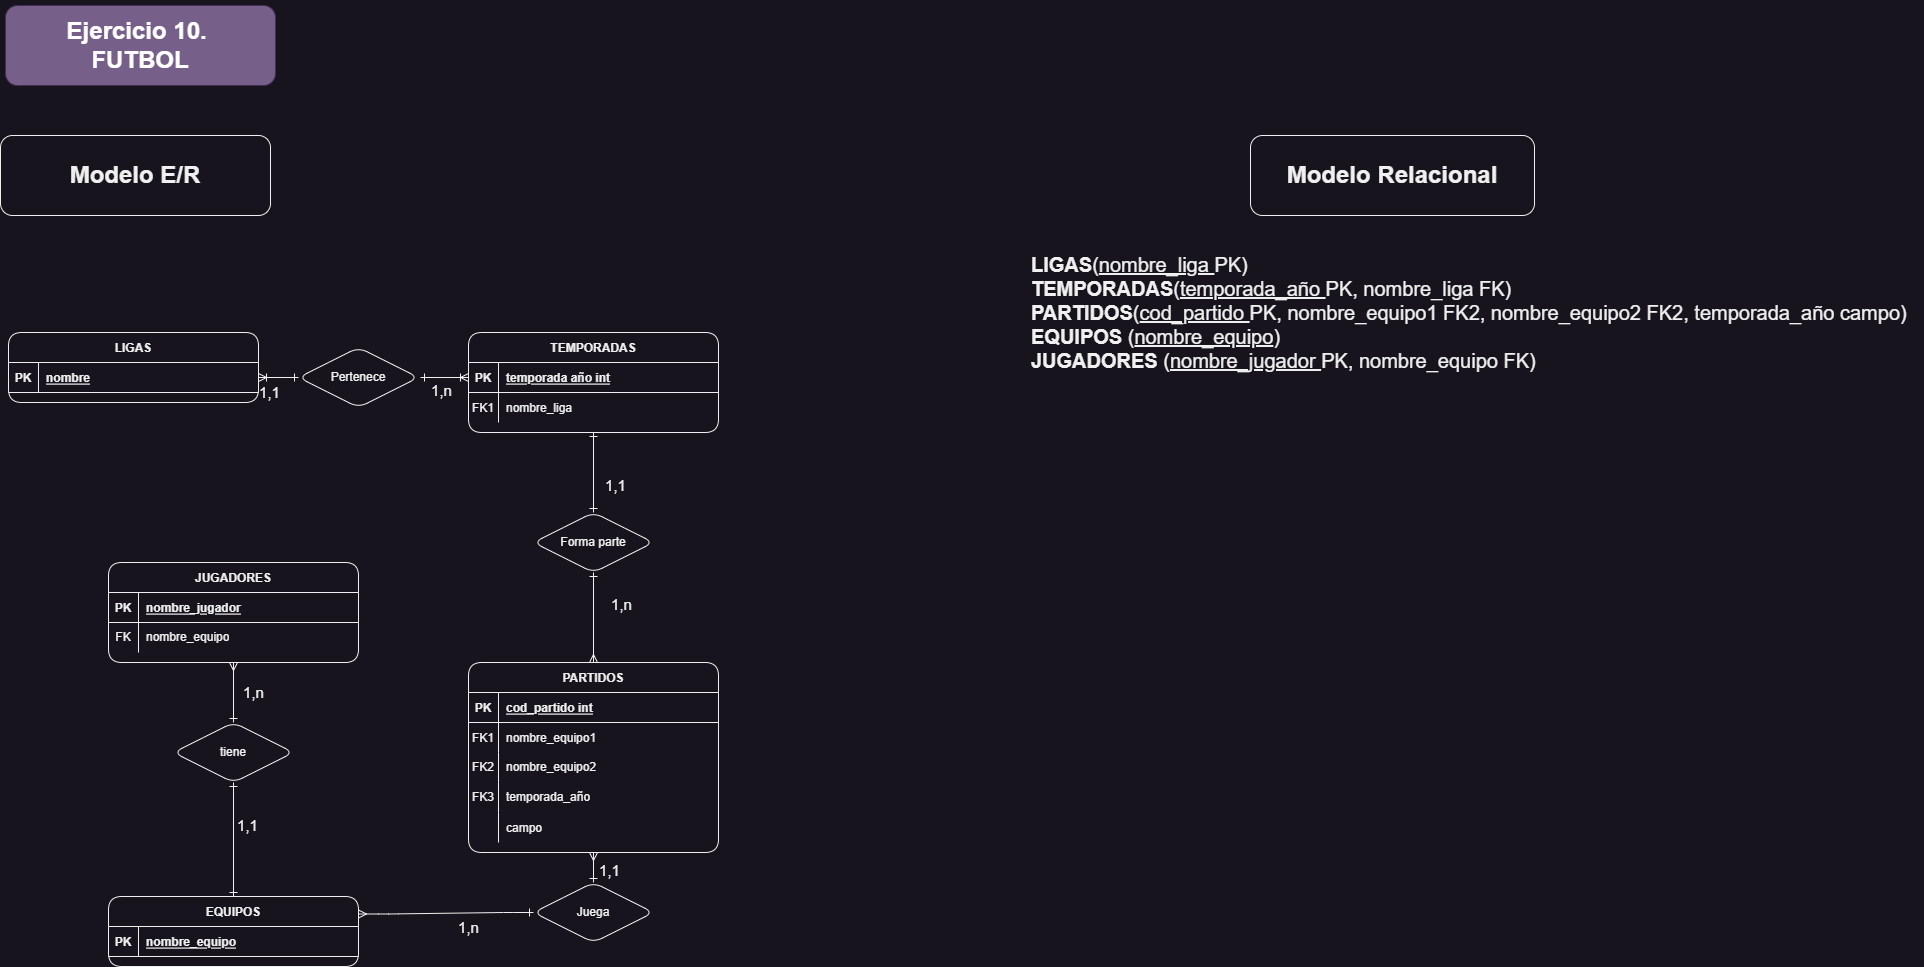 Ejercicio 10.
FUTBOL
Modelo E/R
Modelo Relacional
LIGAS(nombre_liga PK)
TEMPORADAS(temporada_año PK, nombre_liga FK)
PARTIDOS(cod_partido PK, nombre_equipo1 FK2, nombre_equipo2 FK2, temporada_año campo)
EQUIPOS (nombre_equipo)
JUGADORES (nombre_jugador PK, nombre_equipo FK)
LIGAS
PK nombre
1,1
Pertenece
1,n
TEMPORADAS
PK temporada año int
FK1 nombre_liga
1,1
Forma parte
1,n
JUGADORES
PK nombre_jugador
FK nombre_equipo
1,n
tiene
1,1
PARTIDOS
PK cod_partido int
FK1 nombre_equipo1
FK2 nombre_equipo2
FK3 temporada_año
campo
1,1
Juega
1,n
EQUIPOS
PK nombre_equipo